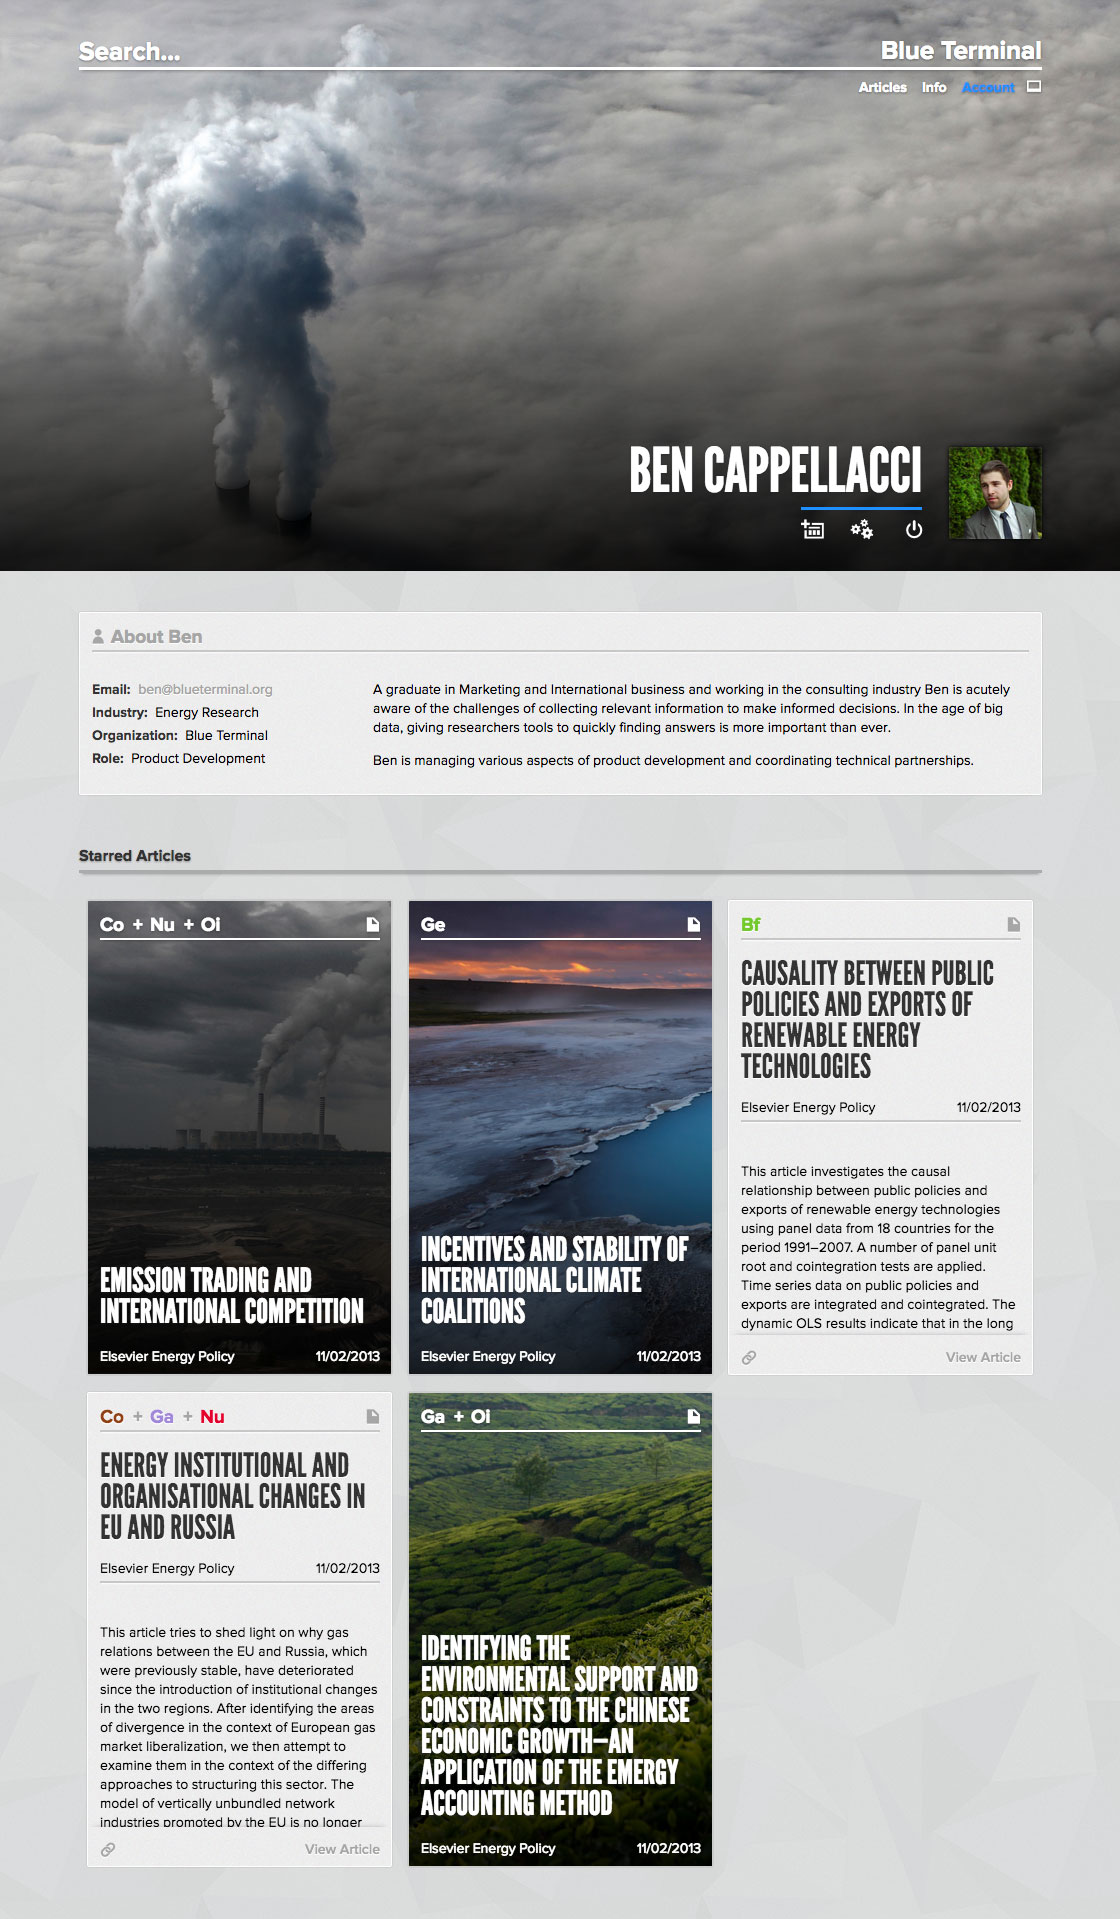 Search...
Blue Terminal
Articles Info Account
BEN CAPPELLACCI
About Ben
Email: ben@blueterminal.org
Industry: Energy Research
Organization: Blue Terminal
Role: Product Development
A graduate in Marketing and International business and working in the consulting industry Ben is acutely
aware of the challenges of collecting relevant information to make informed decisions. In the age of big
data, giving researchers tools to quickly finding answers is more important than ever.
Ben is managing various aspects of product development and coordinating technical partnerships.
Starred Articles
Co + Nu + Oi
EMISSION TRADING AND
INTERNATIONAL COMPETITION
Elsevier Energy Policy 11/02/2013
Ge
INCENTIVES AND STABILITY OF
INTERNATIONAL CLIMATE
COALITIONS
Elsevier Energy Policy 11/02/2013
Bf
CAUSALITY BETWEEN PUBLIC
POLICIES AND EXPORTS OF
RENEWABLE ENERGY
TECHNOLOGIES
Elsevier Energy Policy 11/02/2013
This article investigates the causal
relationship between public policies and
exports of renewable energy technologies
using panel data from 18 countries for the
period 1991–2007. A number of panel unit
root and cointegration tests are applied.
Time series data on public policies and
exports are integrated and cointegrated. The
dynamic OLS results indicate that in the long
View Article
Co + Ga + Nu
ENERGY INSTITUTIONAL AND
ORGANISATIONAL CHANGES IN
EU AND RUSSIA
Elsevier Energy Policy 11/02/2013
This article tries to shed light on why gas
relations between the EU and Russia, which
were previously stable, have deteriorated
since the introduction of institutional changes
in the two regions. After identifying the areas
of divergence in the context of European gas
market liberalization, we then attempt to
examine them in the context of the differing
approaches to structuring this sector. The
model of vertically unbundled network
industries promoted by the EU is no longer
View Article
Ga + Oi
IDENTIFYING THE
ENVIRONMENTAL SUPPORT AND
CONSTRAINTS TO THE CHINESE
ECONOMIC GROWTH—AN
APPLICATION OF THE EMERGY
ACCOUNTING METHOD
Elsevier Energy Policy 11/02/2013